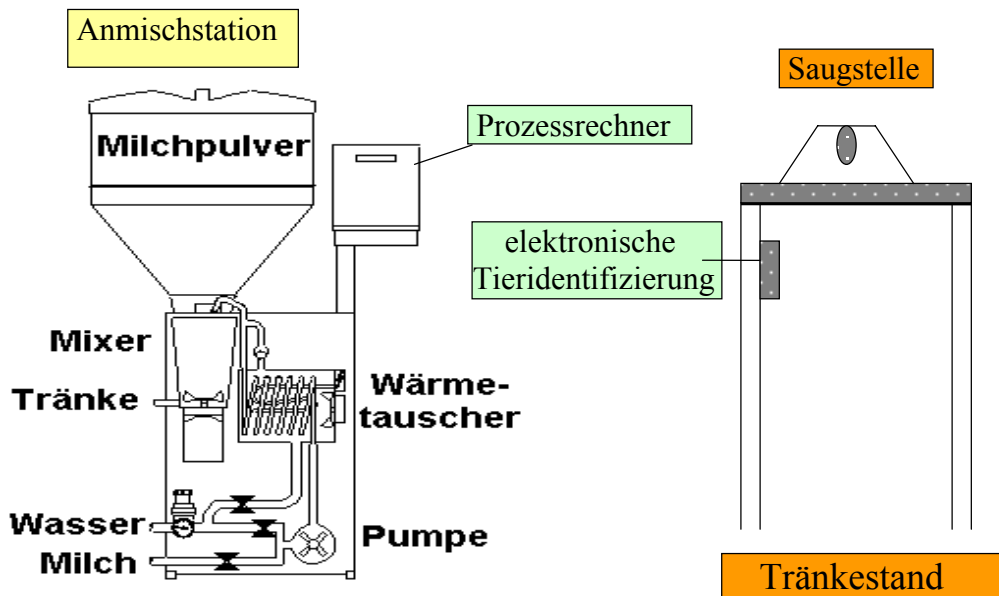 Anmischstation
Saugstelle
Milchpulver
Prozessrechner
elektronische
Tieridentifizierung
Mixer
Tränke
Wärme-
tauscher
Wasser
Milch
Pumpe
Tränkestand